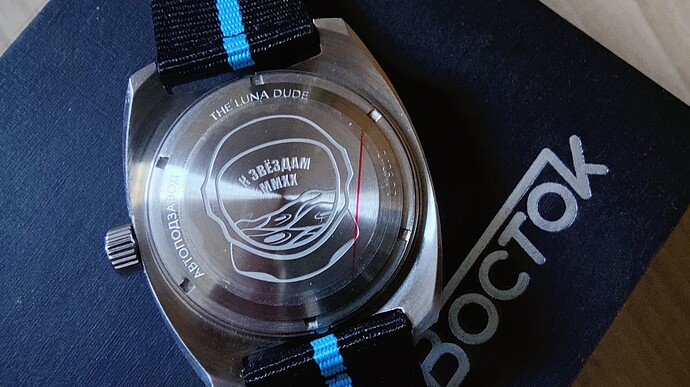 THE LUNA DUDE
К ЗВЁЗДАМ
MMXX
АВТОПОДЗАВОД
ВОСТОК